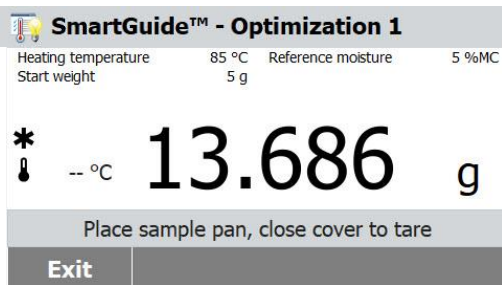 SmartGuide™ - Optimization 1
Heating temperature 85 °C Reference moisture 5 %MC
Start weight 5 g
-- °C 13.686 g
Place sample pan, close cover to tare
Exit